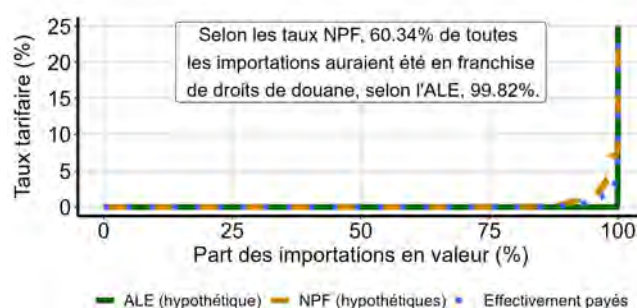 Selon les taux NPF, 60.34% de toutes
les importations auraient été en franchise
de droits de douane, selon l'ALE, 99.82%.
Taux tarifaire (%)
25
20
15
10
5
0
0 25 50 75 100
Part des importations en valeur (%)
ALE (hypothétique) NPF (hypothétiques) Effectivernent payés